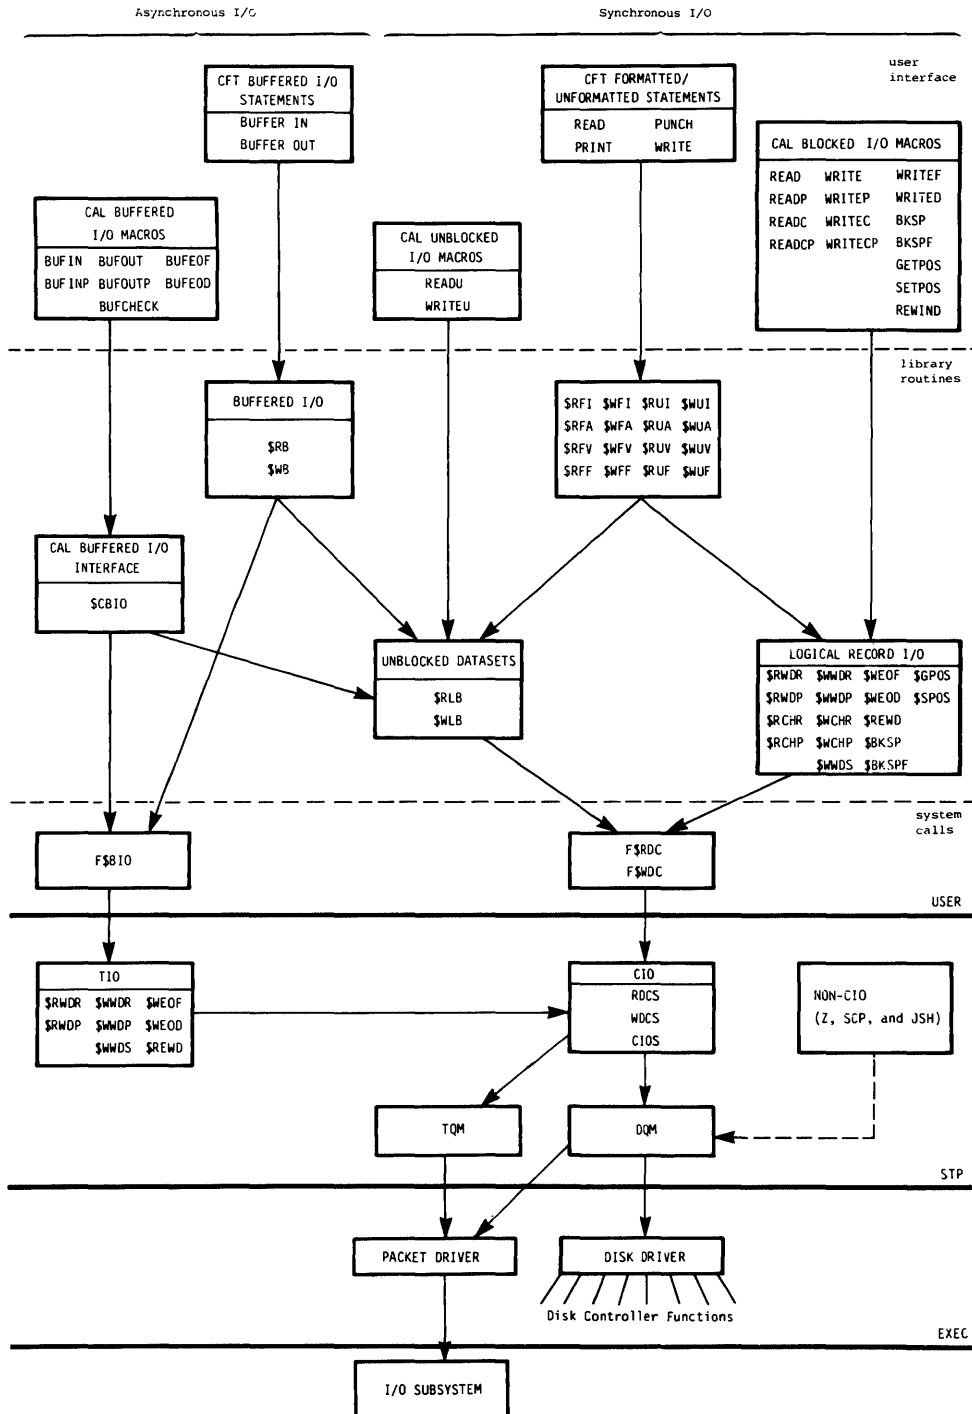 Asynchronous I/O
Synchronous I/O
user
interface
CFT BUFFERED I/O
STATEMENTS
BUFFER IN
BUFFER OUT
CFT FORMATTED/
UNFORMATTED STATEMENTS
READ PUNCH
PRINT WRITE
CAL BLOCKED I/O MACROS
READ WRITE WRITEF
READP WRITEP WRITED
READC WRITEC BKSP
READCP WRITECP BKSPF
GETPOS
SETPOS
REWIND
CAL BUFFERED
I/O MACROS
BUFIN BUFOUT BUFEOF
BUFINP BUFOUTP BUFEOD
BUFCHECK
CAL UNBLOCKED
I/O MACROS
READU
WRITEU
library
routines
BUFFERED I/O
$RB
$WB
$RFI $WFI $RUI $WUI
$RFA $WFA $RUA $WUA
$RFV $WFV $RUV $WUV
$RFF $WFF $RUF $WUF
CAL BUFFERED I/O
INTERFACE
$CBIO
UNBLOCKED DATASETS
$RLB
$WLB
LOGICAL RECORD I/O
$RWDR $WWDR $WEOF $GPOS
$RWDP $WWDP $WEOD $SPOS
$RCHR $WCHR $REWD
$RCHP $WCHP $BKSP
$WWDS $BKSPF
system
calls
F$BIO
F$RDC
F$WDC
USER
TIO
$RWDR $WWDR $WEOF
$RWDP $WWDP $WEOD
$WWDS $REWD
CIO
RDCS
WDCS
CIOS
NON-CIO
(Z, SCP, and JSH)
TQM
DQM
STP
PACKET DRIVER
DISK DRIVER
Disk Controller Functions
EXEC
I/O SUBSYSTEM